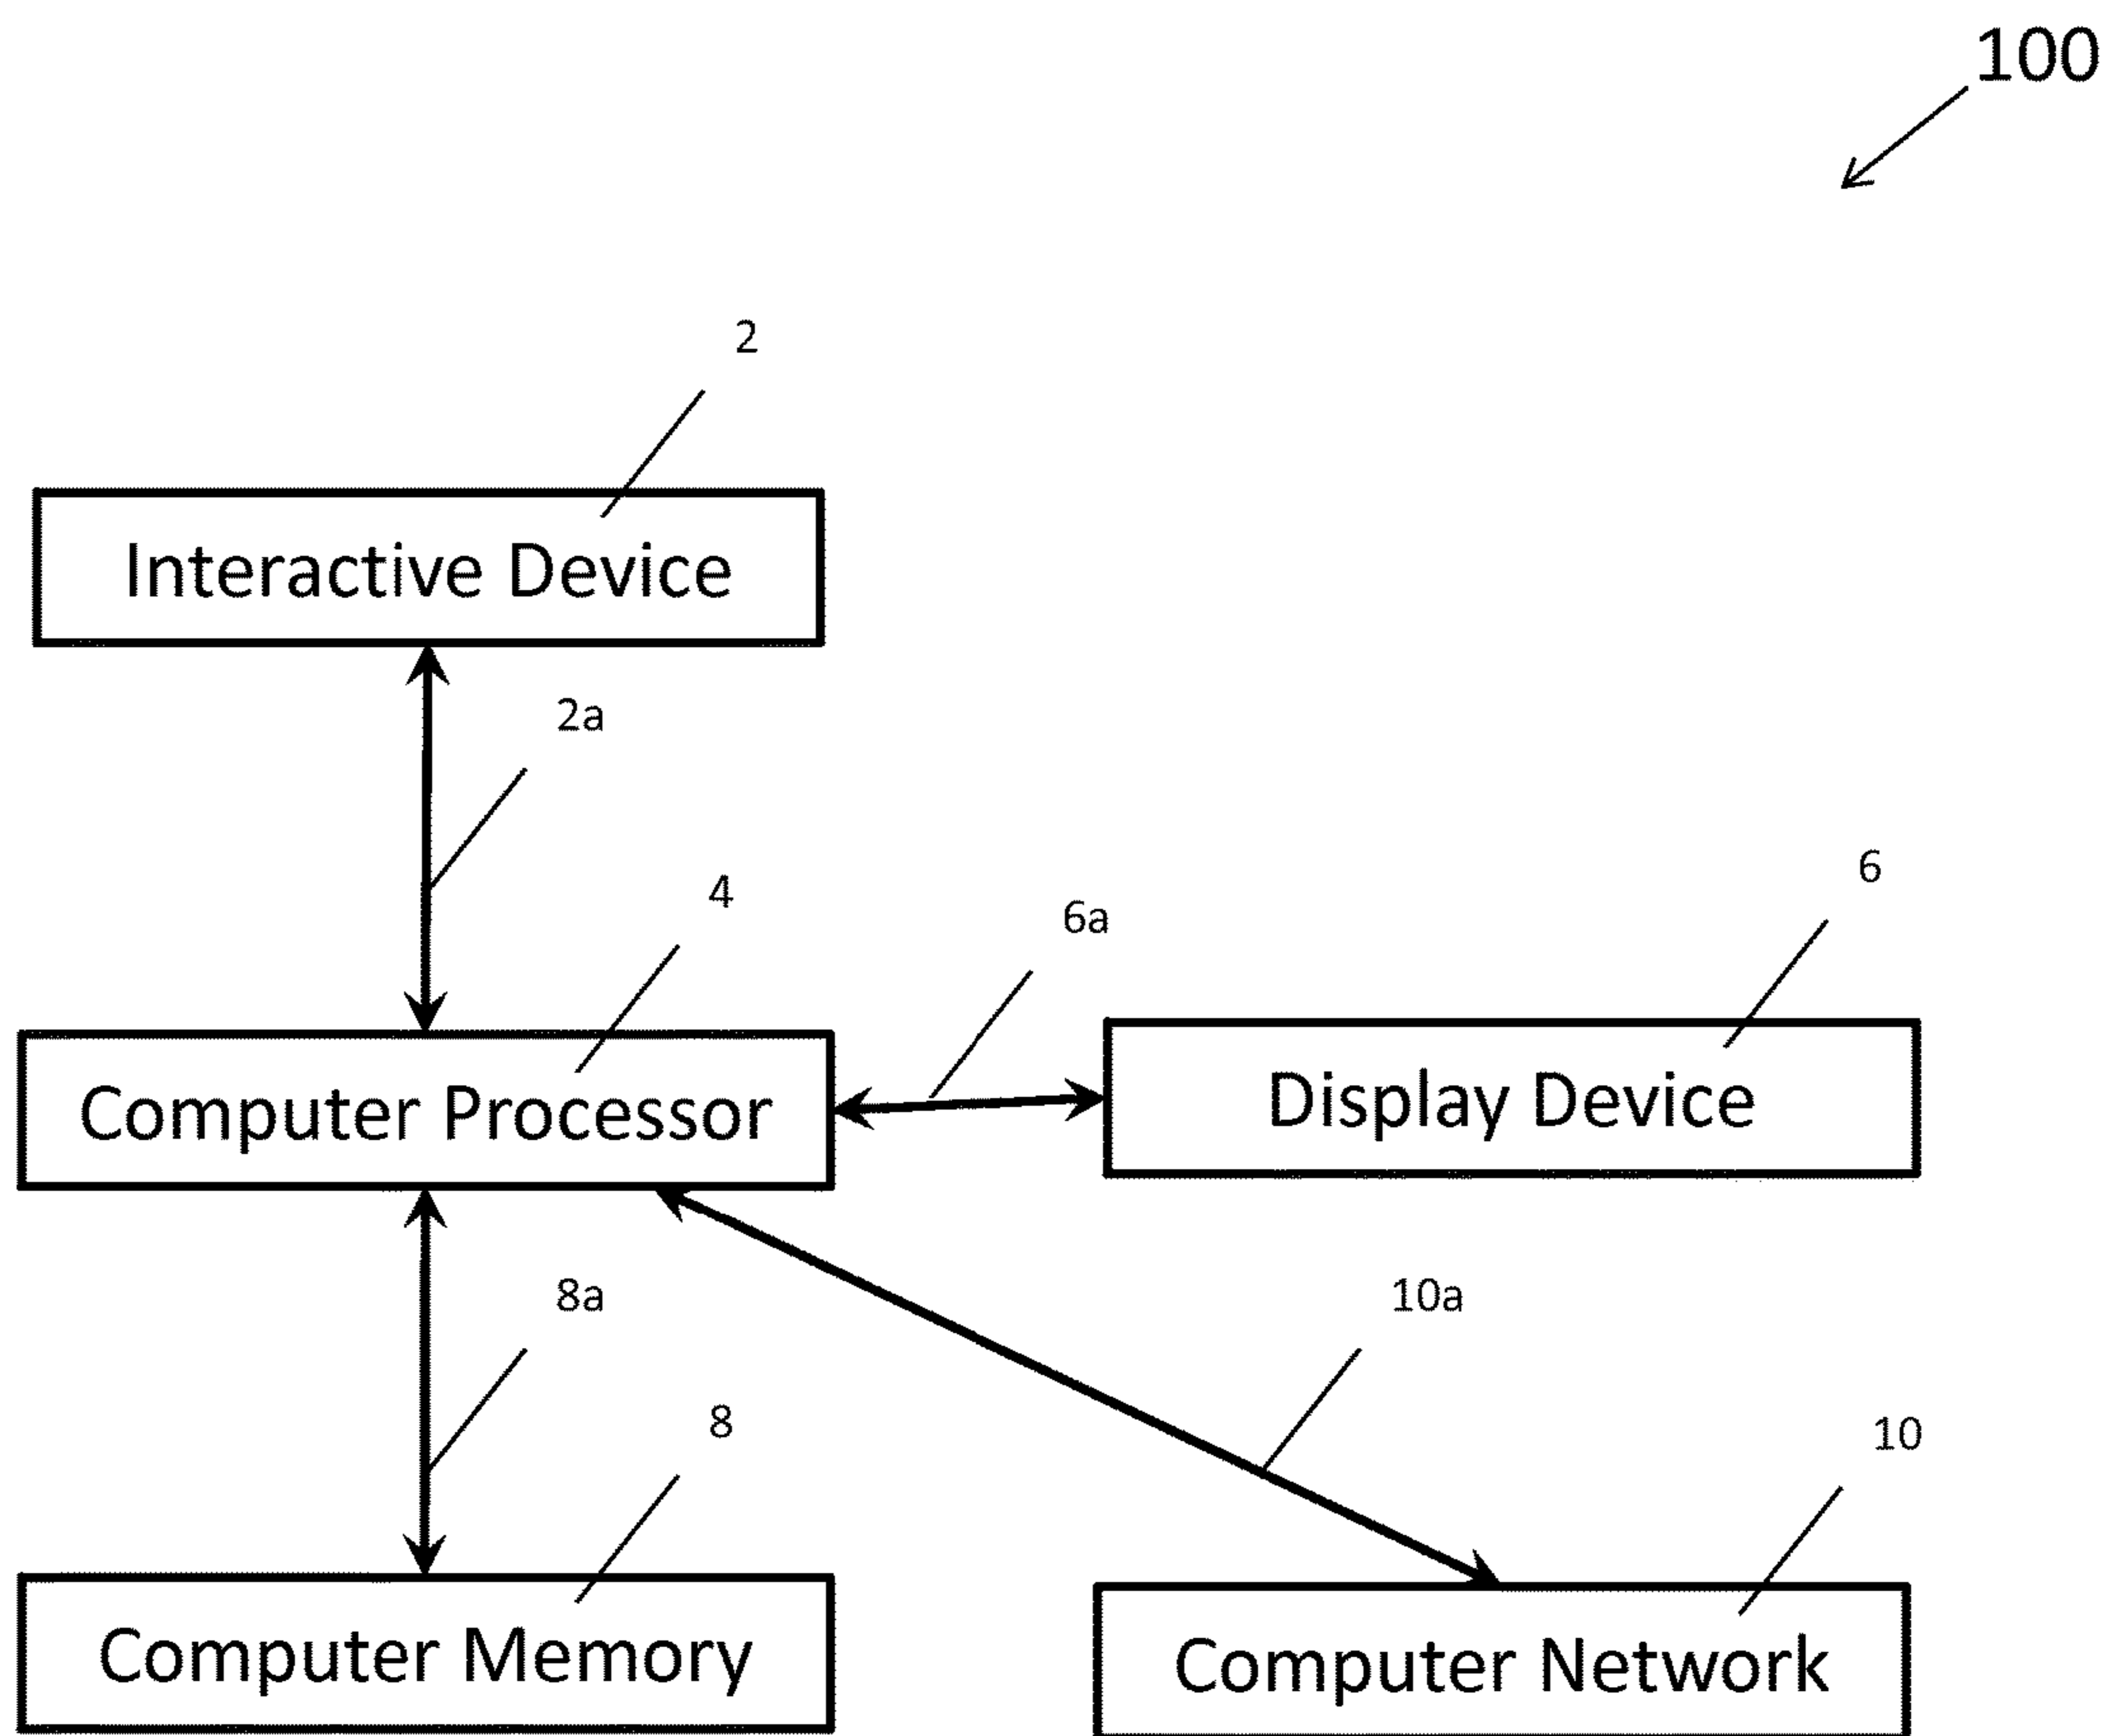 100
2
Interactive Device
2a
4
6a
6
Computer Processor
Display Device
8a
10a
8
10
Computer Memory
Computer Network